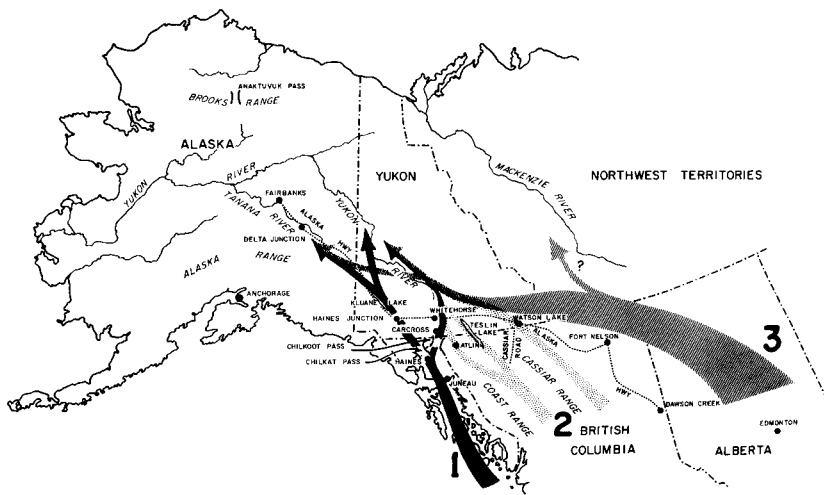 ANAKTUVUK PASS
BROOKS RANGE
ALASKA
YUKON
NORTHWEST TERRITORIES
MACKENZIE RIVER
YUKON RIVER
FAIRBANKS
TANANA RIVER
ALASKA HWY
YUKON RIVER
DELTA JUNCTION
ALASKA RANGE
?
ANCHORAGE
KLUANE LAKE
HAINES JUNCTION
WHITEHORSE
WATSON LAKE
CARCROSS
TESLIN LAKE
ALASKA HWY
3
CHILKOOT PASS
ATLIN
CASSIAR ROAD
FORT NELSON
CHILKAT PASS
HAINES
CASSIAR RANGE
JUNEAU
COAST RANGE
DAWSON CREEK
2 BRITISH
COLUMBIA
EDMONTON
ALBERTA
1